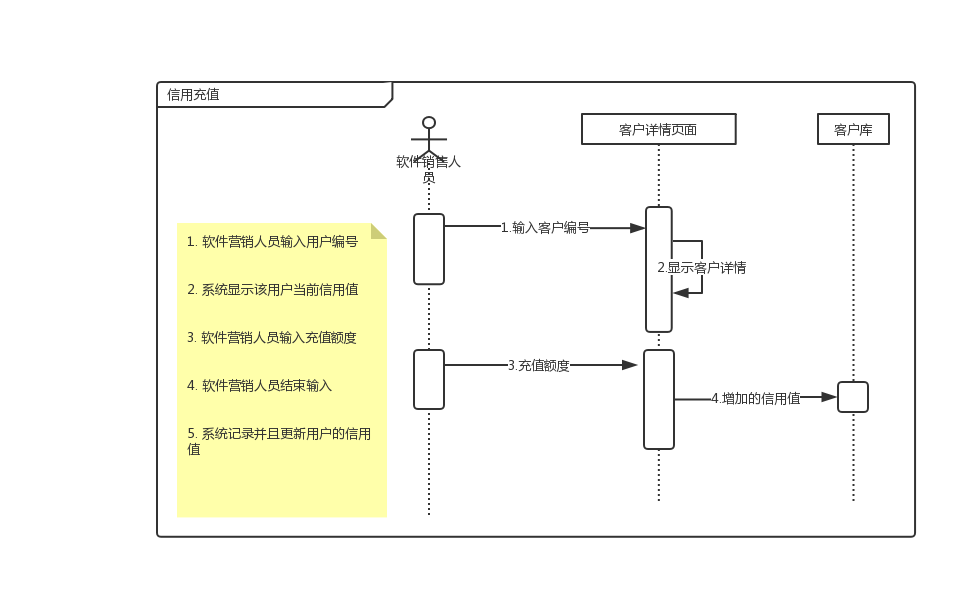 信用充值
客户详情页面
客户库
软件销售人
员
1. 软件营销人员输入用户编号
2. 系统显示该用户当前信用值
3. 软件营销人员输入充值额度
4. 软件营销人员结束输入
5. 系统记录并且更新用户的信用
值
1.输入客户编号
2.显示客户详情
3.充值额度
4.增加的信用值